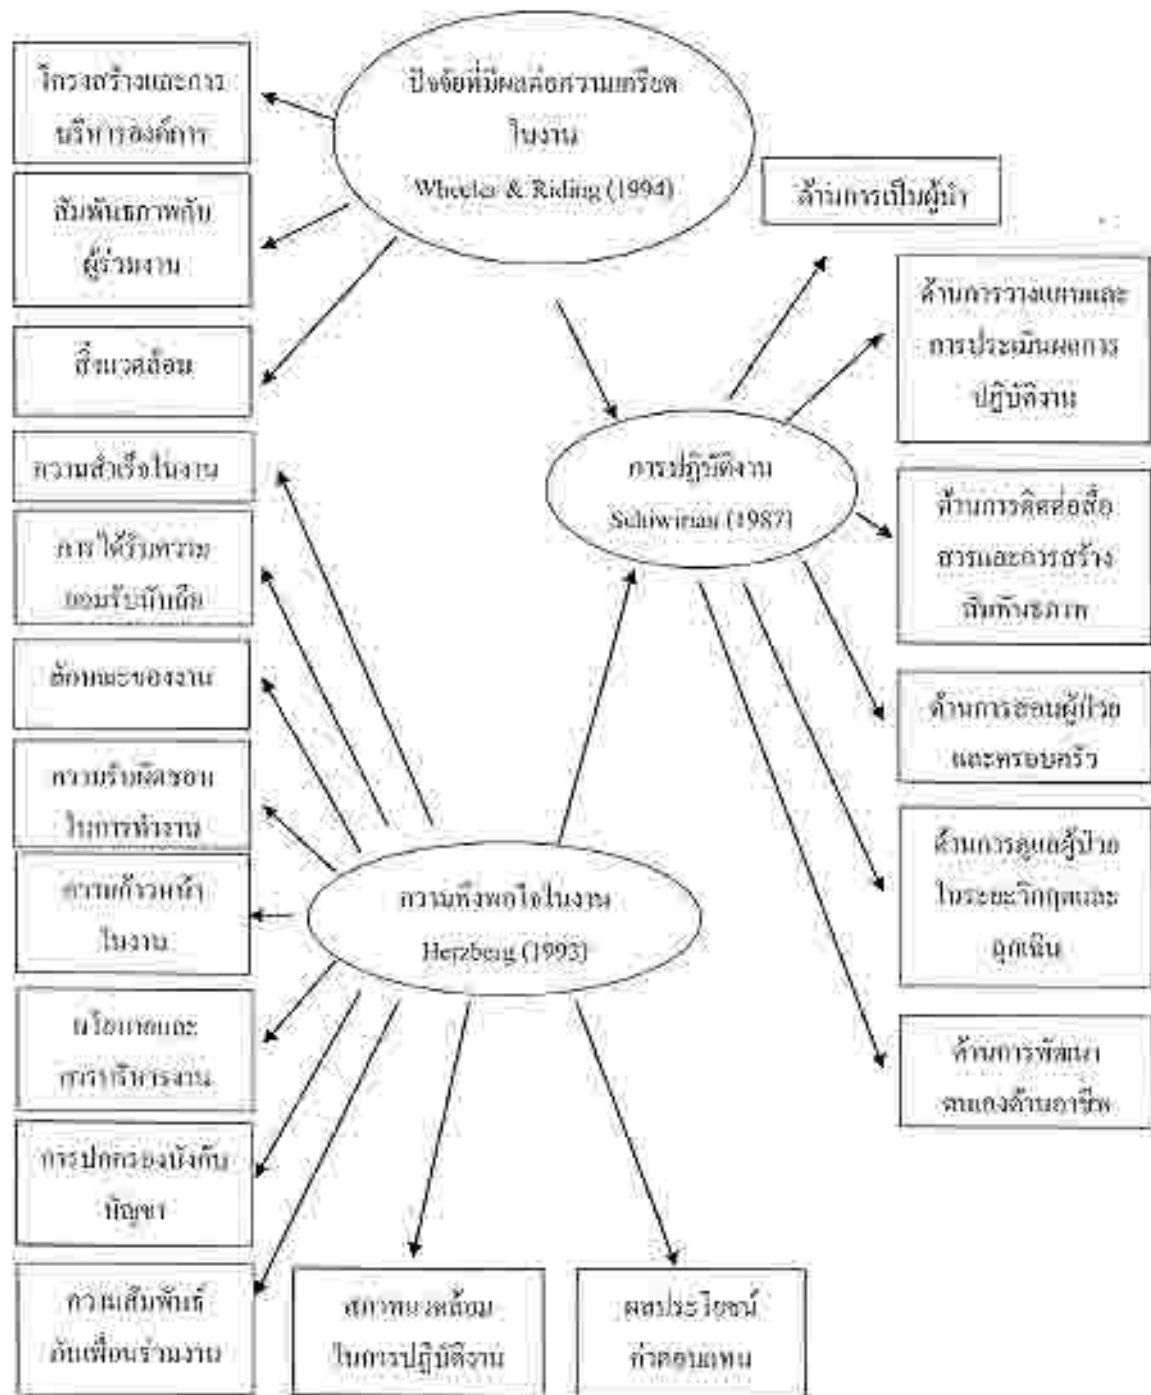 โครงสร้างและการ
บริหารองค์การ
สัมพันธภาพกับ
ผู้ร่วมงาน
สิ่งแวดล้อม
ปัจจัยที่มีผลต่อความเครียด
ในงาน
Wheeler & Riding (1994)
ด้านการเป็นผู้นำ
ด้านการวางแผนและ
การประเมินผลการ
ปฏิบัติงาน
การปฏิบัติงาน
Schiwirian (1987)
ด้านการติดต่อสื่อ
สารและการสร้าง
สัมพันธภาพ
ด้านการสอนผู้ป่วย
และครอบครัว
ด้านการดูแลผู้ป่วย
ในระยะวิกฤตและ
ฉุกเฉิน
ด้านการพัฒนา
ตนเองด้านอาชีพ
ความสำเร็จในงาน
การได้รับความ
ยอมรับนับถือ
ลักษณะของงาน
ความรับผิดชอบ
ในการทำงาน
ความก้าวหน้า
ในงาน
ความพึงพอใจในงาน
Herzberg (1993)
นโยบายและ
การบริหารงาน
การปกครองบังคับ
บัญชา
ความสัมพันธ์
กับเพื่อนร่วมงาน
สภาพแวดล้อม
ในการปฏิบัติงาน
ผลประโยชน์
ค่าตอบแทน